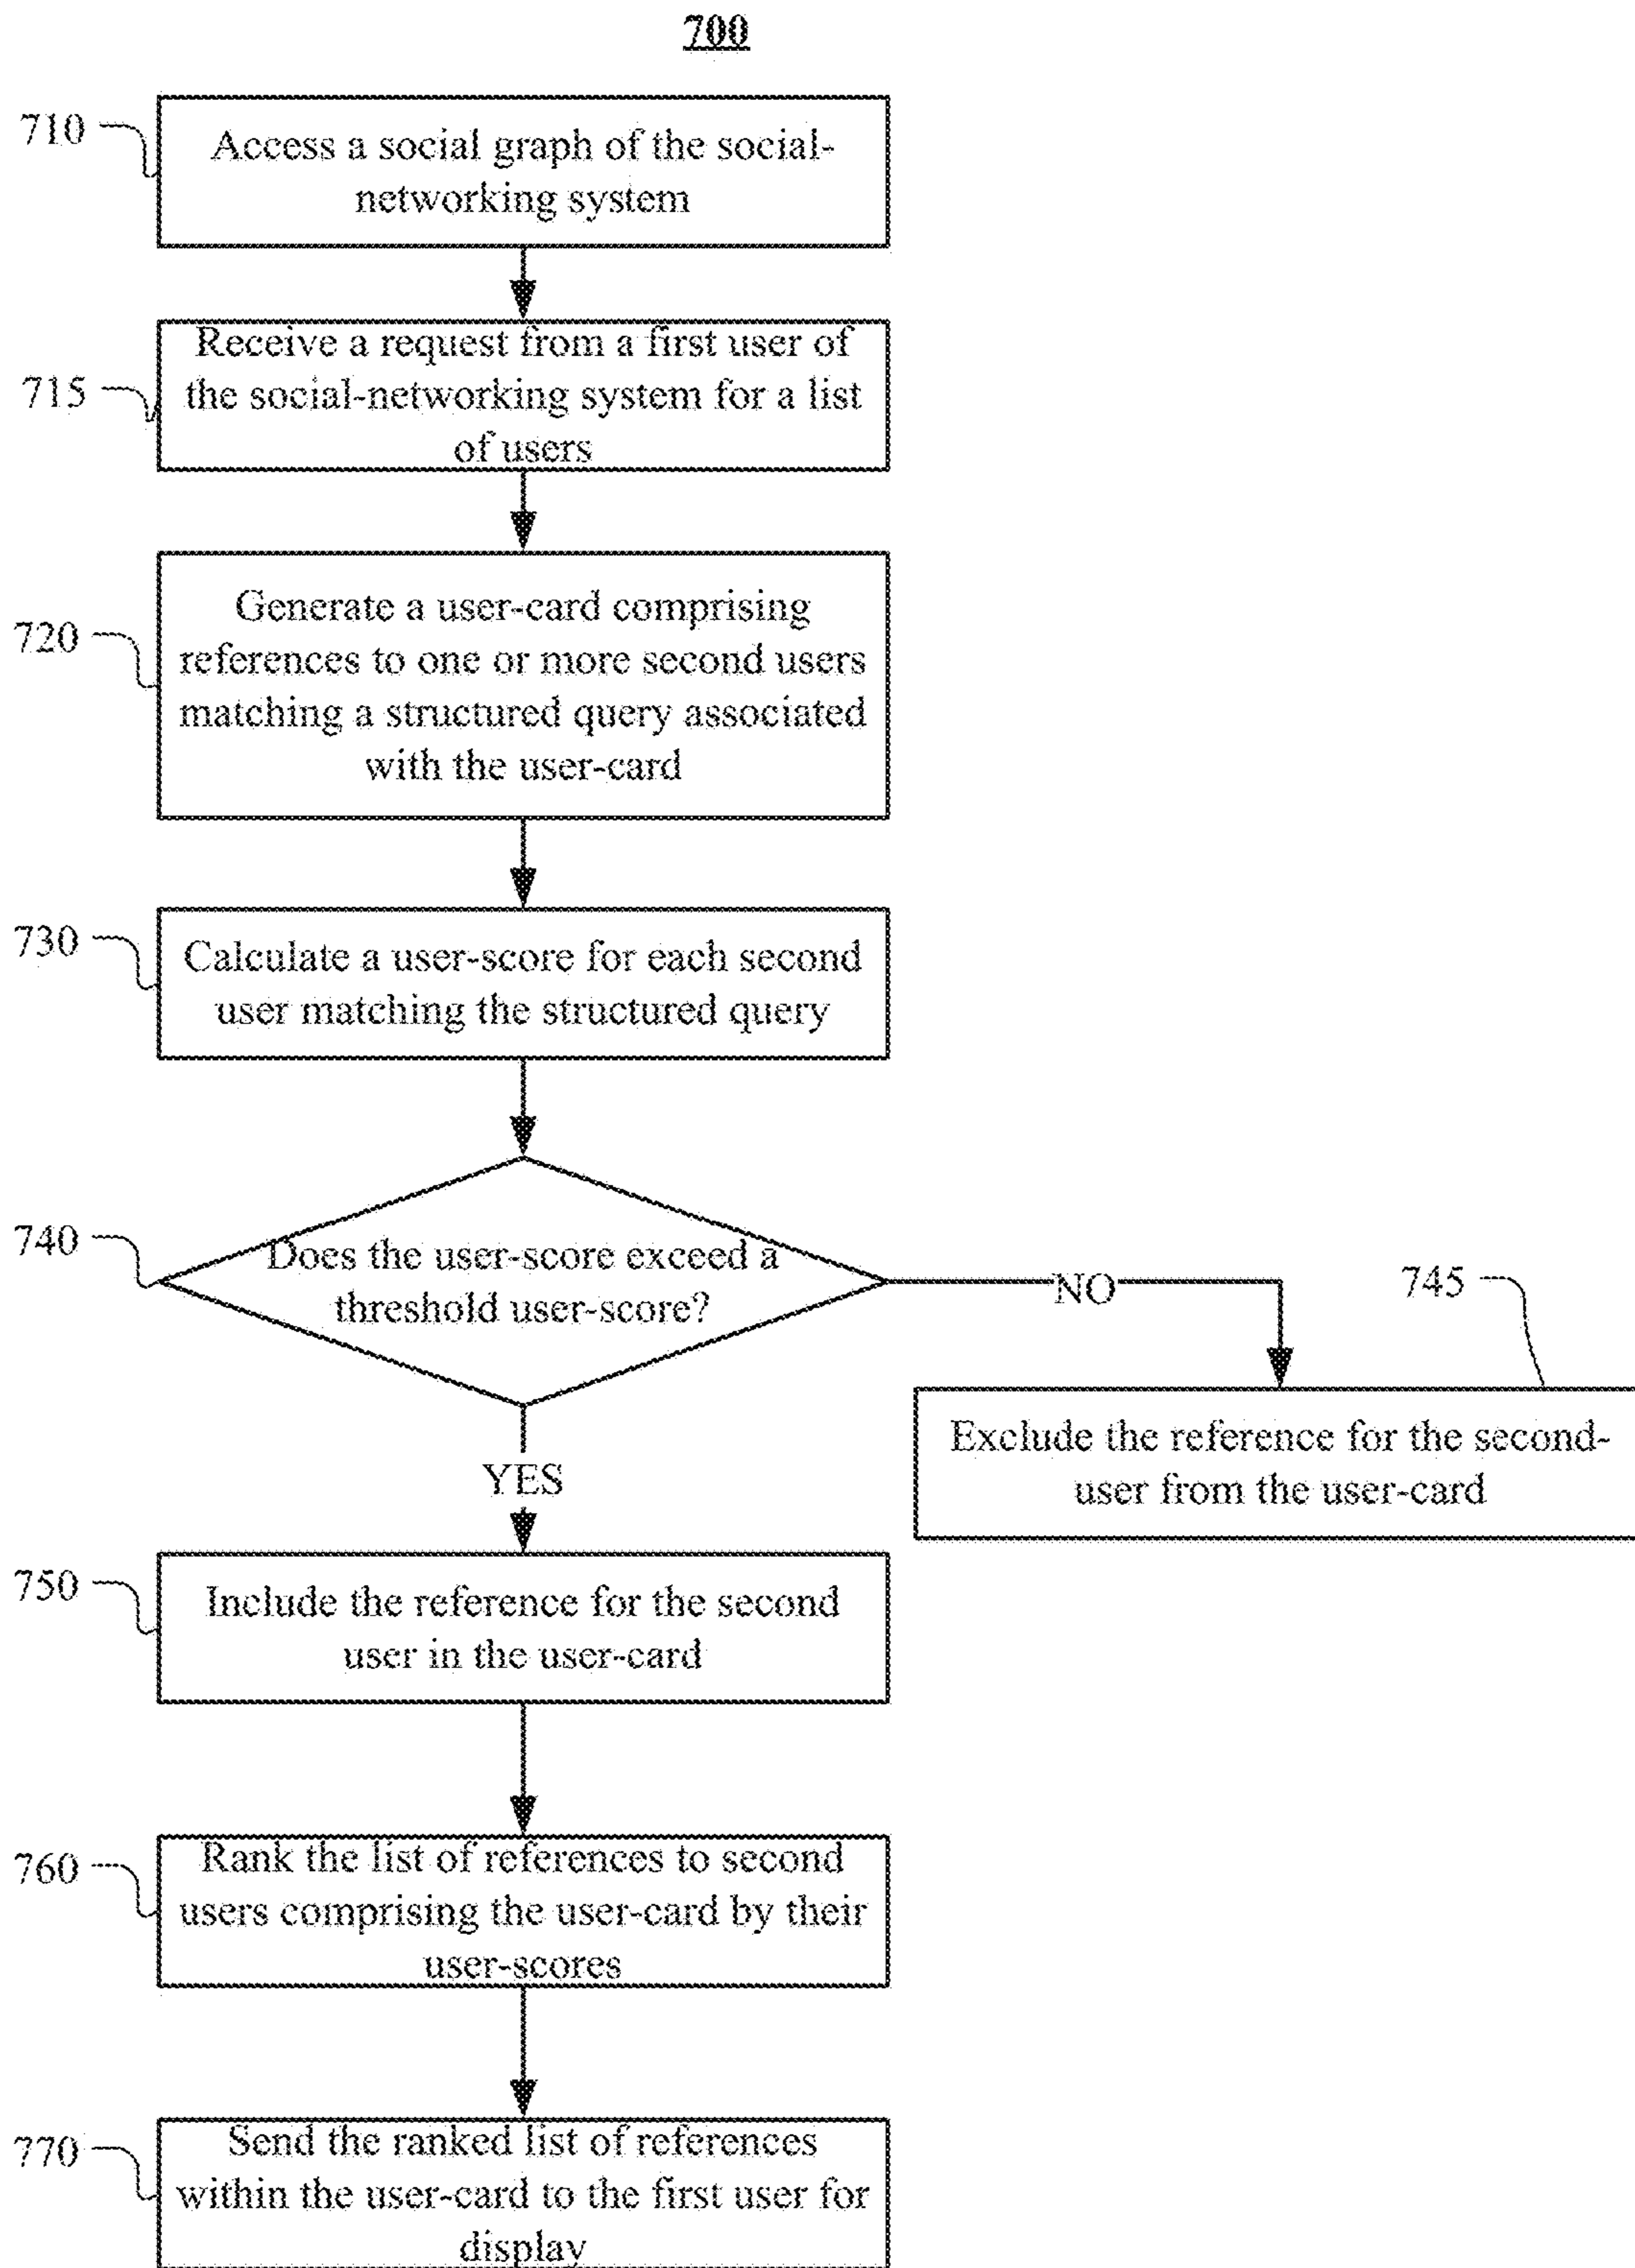 700
710
Access a social graph of the social-
networking system
715
Receive a request from a first user of
the social-networking system for a list
of users
720
Generate a user-card comprising
references to one or more second users
matching a structured query associated
with the user-card
730
Calculate a user-score for each second
user matching the structured query
740
Does the user-score exceed a
threshold user-score?
NO
745
Exclude the reference for the second-
user from the user-card
YES
750
Include the reference for the second
user in the user-card
760
Rank the list of references to second
users comprising the user-card by their
user-scores
770
Send the ranked list of references
within the user-card to the first user for
display